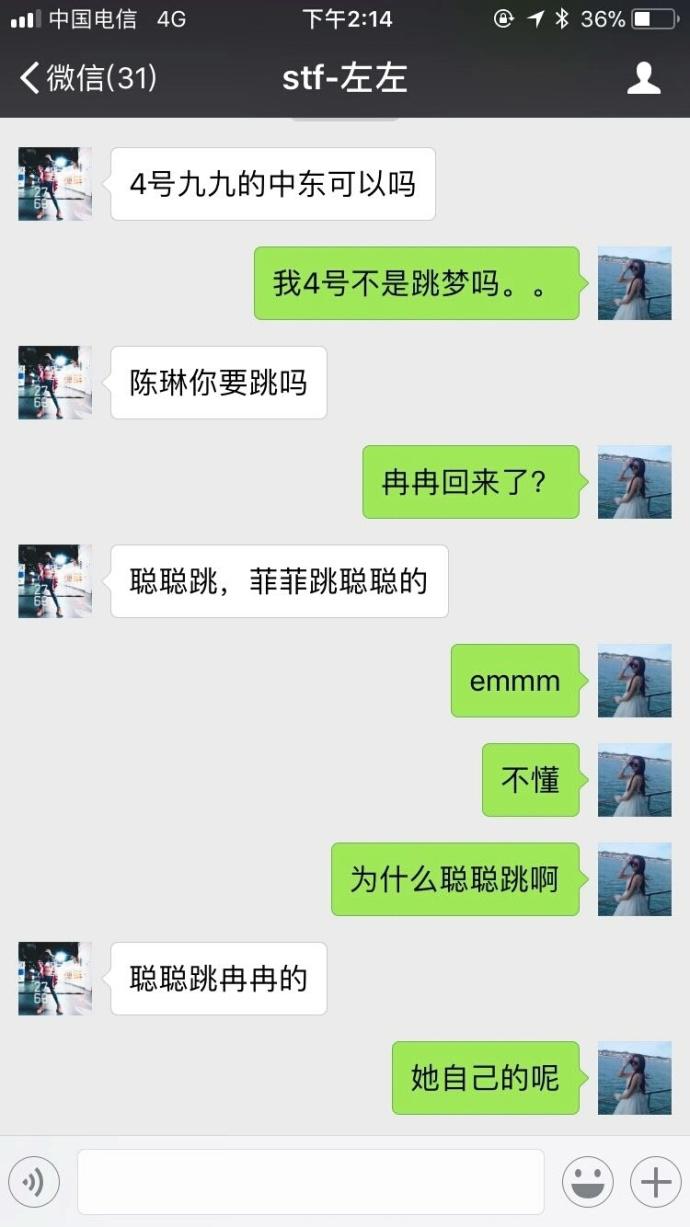 中国电信 4G 下午2:14 36%
微信(31) stf-左左
4号九九的中东可以吗
我4号不是跳梦吗。。
陈琳你要跳吗
冉冉回来了?
聪聪跳，菲菲跳聪聪的
emmm
不懂
为什么聪聪跳啊
聪聪跳冉冉的
她自己的呢